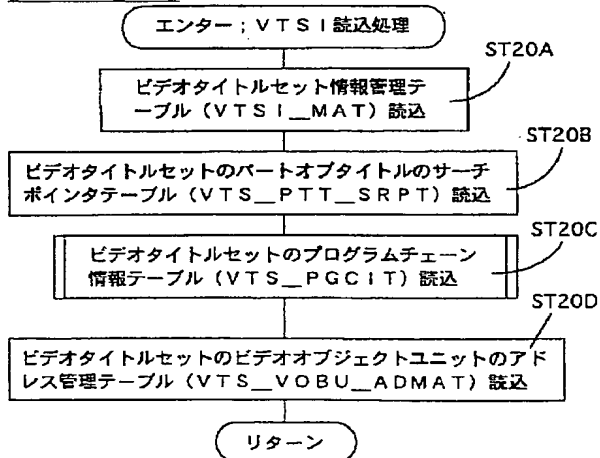 エンター；ＶＴＳＩ読込処理
ST20A
ビデオタイトルセット情報管理テ
ーブル（ＶＴＳＩ＿ＭＡＴ）読込
ST20B
ビデオタイトルセットのパートオブタイトルのサーチ
ポインタテーブル（ＶＴＳ＿ＰＴＴ＿ＳＲＰＴ）読込
ST20C
ビデオタイトルセットのプログラムチェーン
情報テーブル（ＶＴＳ＿ＰＧＣＩＴ）読込
ST20D
ビデオタイトルセットのビデオオブジェクトユニットのアド
レス管理テーブル（ＶＴＳ＿ＶＯＢＵ＿ＡＤＭＡＴ）読込
リターン